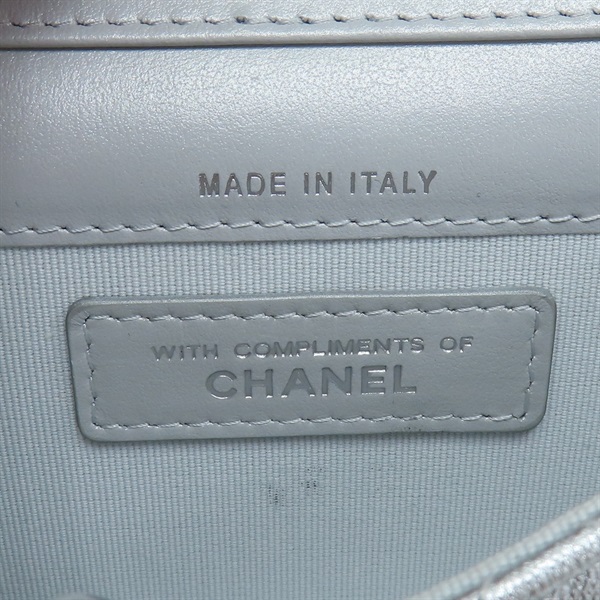 MADE IN ITALY
WITH COMPLIMENTS OF
CHANEL